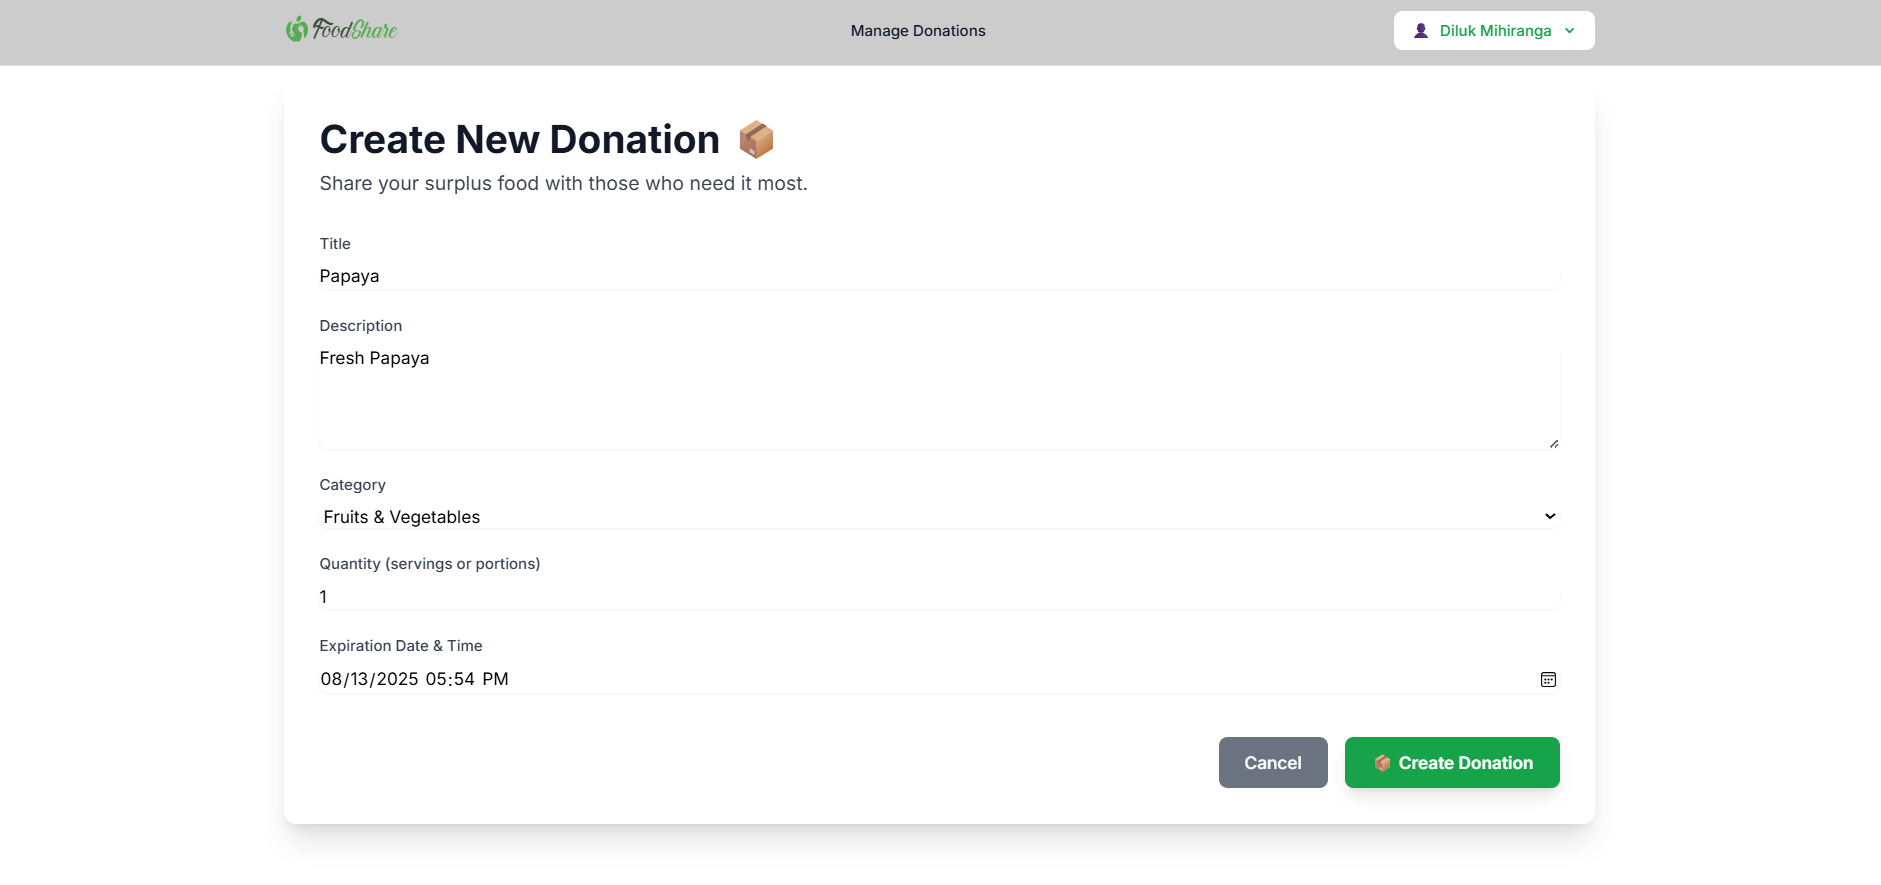 FoodShare
Manage Donations
Diluk Mihiranga
Create New Donation
Share your surplus food with those who need it most.
Title
Papaya
Description
Fresh Papaya
Category
Fruits & Vegetables
Quantity (servings or portions)
1
Expiration Date & Time
08/13/2025 05:54 PM
Cancel
Create Donation